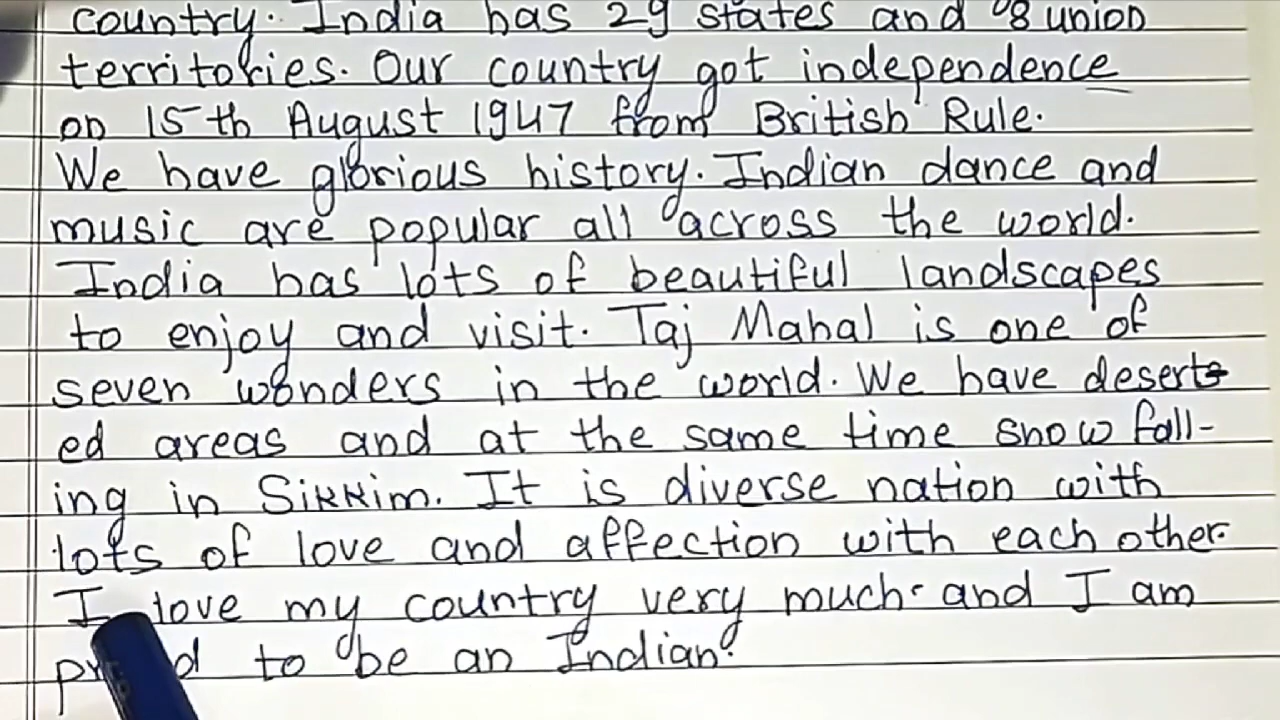 country. India has 29 states and 8 union
territories. Our country got independence
on 15th August 1947 from British Rule.
We have glorious history. Indian dance and
music are popular all across the world.
India has lots of beautiful landscapes
to enjoy and visit. Taj Mahal is one of
seven wonders in the world. We have desert
ed areas and at the same time snow fall-
ing in Sikkim. It is diverse nation with
lots of love and affection with each other.
I love my country very much. and I am
to be an Indian.